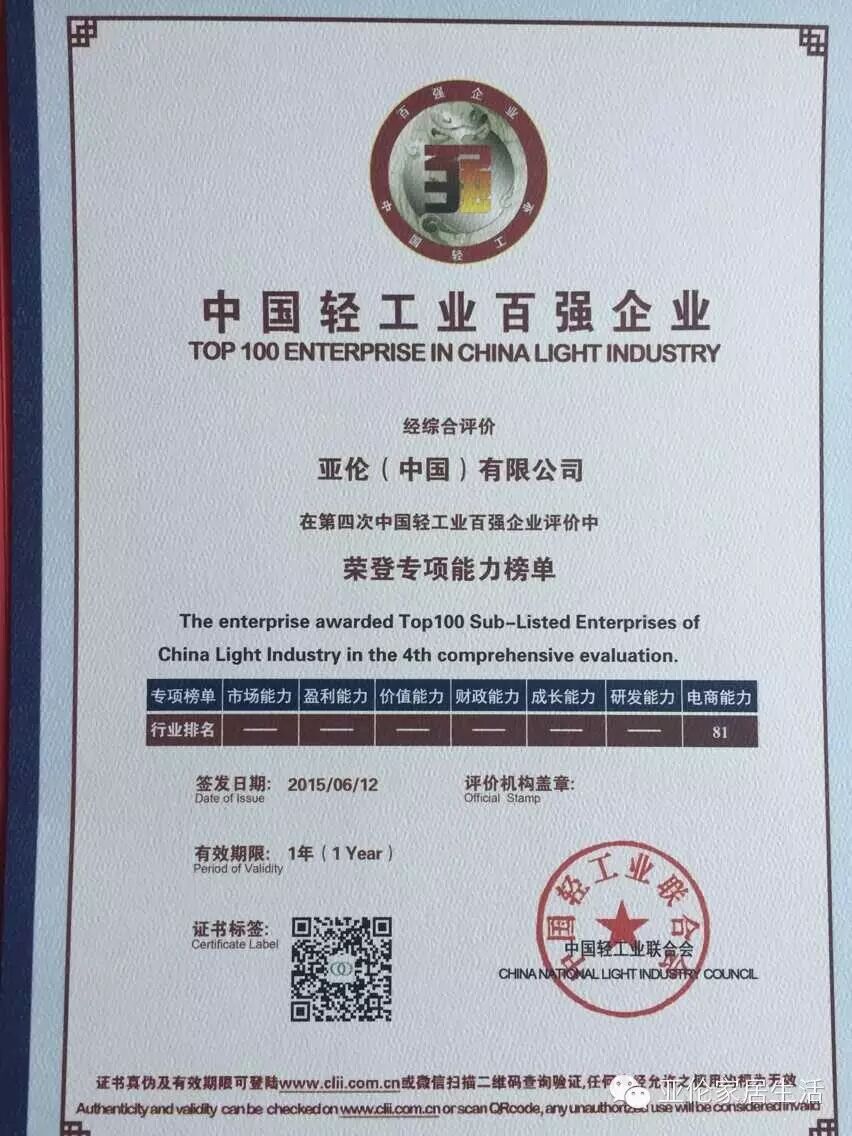 百强企业
中国轻工
强
中国轻工业百强企业
TOP 100 ENTERPRISE IN CHINA LIGHT INDUSTRY
经综合评价
亚伦（中国）有限公司
在第四次中国轻工业百强企业评价中
荣登专项能力榜单
The enterprise awarded Top100 Sub-Listed Enterprises of
China Light Industry in the 4th comprehensive evaluation.
专项榜单 市场能力 盈利能力 价值能力 财政能力 成长能力 研发能力 电商能力
行业排名 — — — — — — 81
签发日期: 2015/06/12 评价机构盖章:
Date of Issue Official Stamp
有效期限: 1年（1 Year）
Period of Validity
证书标签:
Certificate Label
中国轻工业联合会
中国轻工业联合会
CHINA NATIONAL LIGHT INDUSTRY COUNCIL
证书真伪及有效期限可登陆www.clii.com.cn或微信扫描二维码查询验证,任何 经允许之 用 视为无效
Authenticity and validity can be checked on www.clii.com.cn or scan QRcode, any unauthorized use will be considered invalid
亚伦家居生活